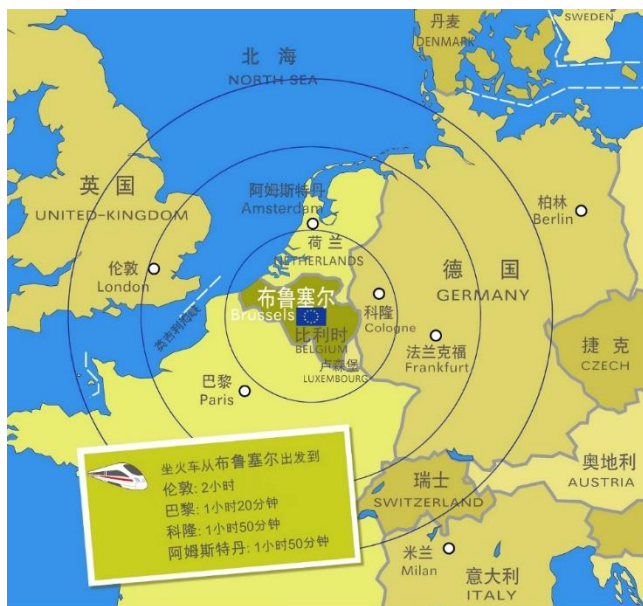 SWEDEN
丹麦
DENMARK
北海
NORTH SEA
英国
UNITED-KINGDOM
阿姆斯特丹
Amsterdam
柏林
Berlin
荷兰
NETHERLANDS
伦敦
London
德国
GERMANY
布鲁塞尔
Brussels
科隆
Cologne
英吉利海峡
比利时
BELGIUM
法兰克福
Frankfurt
捷克
CZECH
卢森堡
LUXEMBOURG
巴黎
Paris
奥地利
AUSTRIA
瑞士
SWITZERLAND
坐火车从布鲁塞尔出发到
伦敦: 2小时
巴黎: 1小时20分钟
科隆: 1小时50分钟
阿姆斯特丹: 1小时50分钟
米兰
Milan
意大利
ITALY